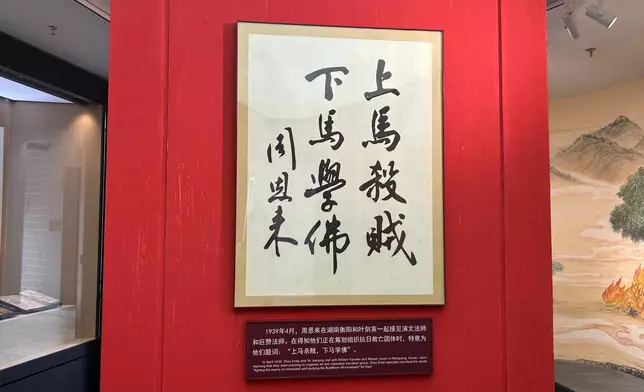 上馬殺賊
下馬學佛
周恩来
1939年4月，周恩来在湖南衡阳和叶剑英一起接见演文法师
和巨赞法师，在得知他们正在筹划组织抗日救亡团体时，特意为
他们题词：“上马杀贼，下马学佛”。